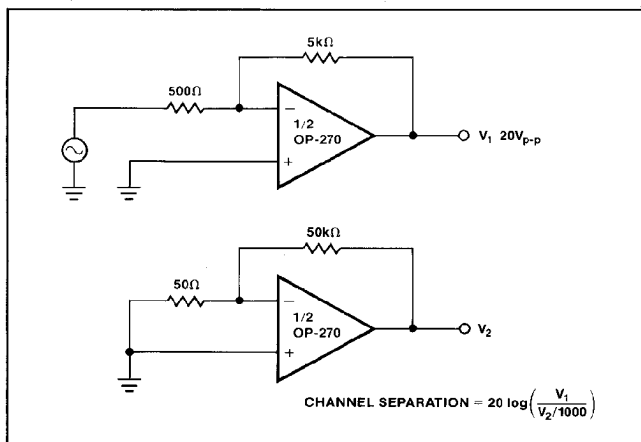 5kΩ
500Ω
−
1/2
OP-270
+
V1 20Vp-p
50kΩ
50Ω
−
1/2
OP-270
+
V2
CHANNEL SEPARATION = 20 log(V1 / V2/1000)